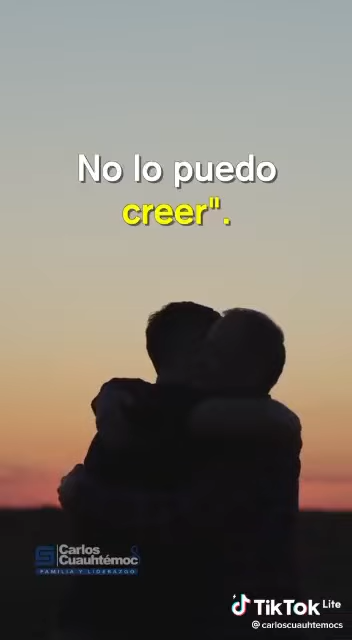 No lo puedo
creer".
Carlos
Cuauhtémoc
FAMILIA Y LIDERAZGO
TikTok Lite
@carloscuauhtemocs